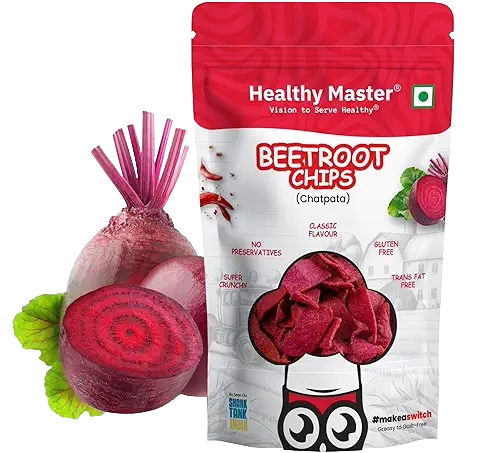 Healthy Master®
Vision to Serve Healthy®
BEETROOT
CHIPS
(Chatpata)
CLASSIC
FLAVOUR
NO
PRESERVATIVES
GLUTEN
FREE
SUPER
CRUNCHY
TRANS FAT
FREE
As Seen On
SHARK
TANK
INDIA
#makeaswitch
Greasy to Guilt-Free